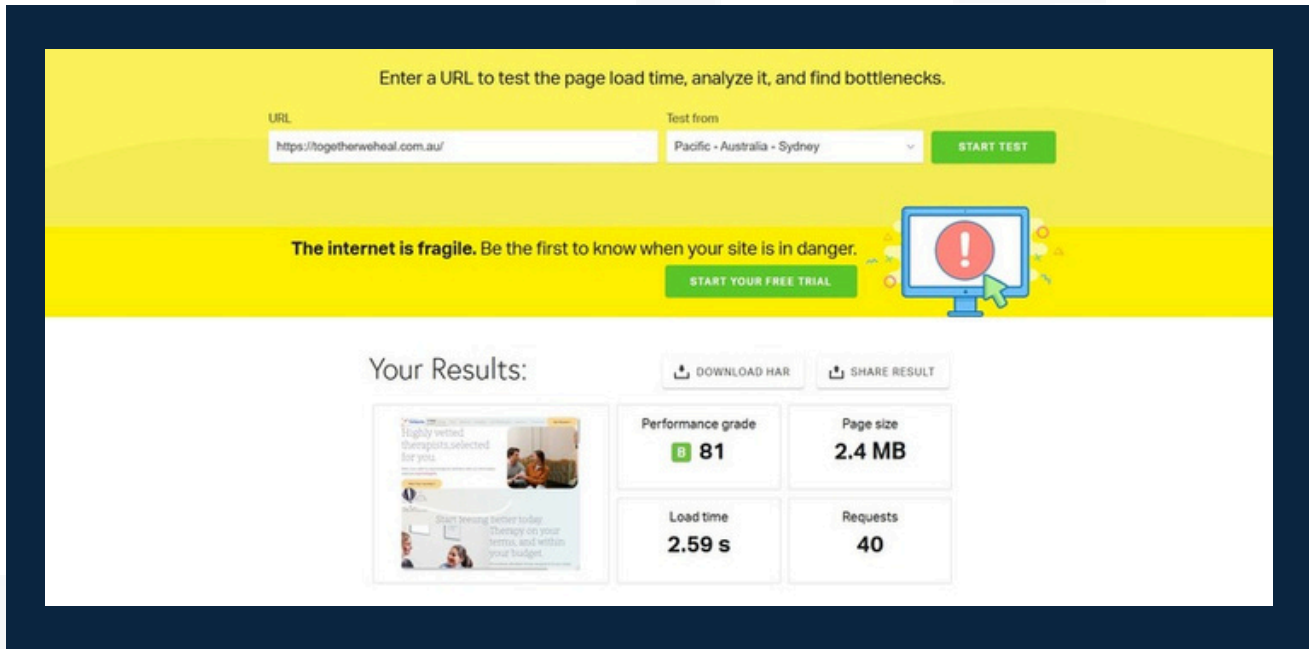 Enter a URL to test the page load time, analyze it, and find bottlenecks.
URL
Test from
https://togetherweheal.com.au/
Pacific - Australia - Sydney
START TEST
The internet is fragile. Be the first to know when your site is in danger.
START YOUR FREE TRIAL
Your Results:
DOWNLOAD HAR
SHARE RESULT
Highly vetted
therapists,selected
for you.
Start feeling better today.
Therapy on your
terms, and within
your budget.
Performance grade
B 81
Page size
2.4 MB
Load time
2.59 s
Requests
40